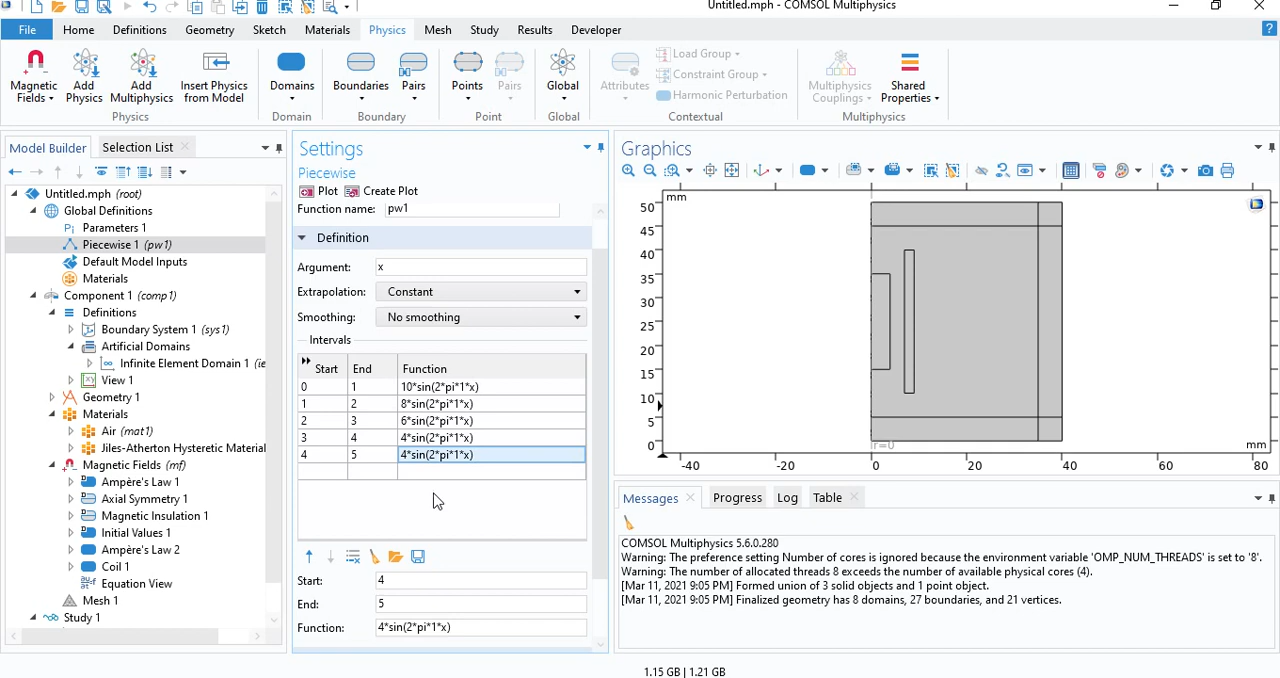 Untitled.mph - COMSOL Multiphysics
File Home Definitions Geometry Sketch Materials Physics Mesh Study Results Developer
Magnetic Fields
Add Physics
Add Multiphysics
Insert Physics from Model
Physics
Domains
Domain
Boundaries
Pairs
Boundary
Points
Pairs
Point
Global
Global
Attributes
Load Group
Constraint Group
Harmonic Perturbation
Contextual
Multiphysics Couplings
Shared Properties
Multiphysics
Model Builder
Selection List
Untitled.mph (root)
Global Definitions
Pi Parameters 1
Piecewise 1 (pw1)
Default Model Inputs
Materials
Component 1 (comp1)
Definitions
Boundary System 1 (sys1)
Artificial Domains
Infinite Element Domain 1 (ie
View 1
Geometry 1
Materials
Air (mat1)
Jiles-Atherton Hysteretic Material
Magnetic Fields (mf)
Ampère's Law 1
Axial Symmetry 1
Magnetic Insulation 1
Initial Values 1
Ampère's Law 2
Coil 1
Equation View
Mesh 1
Study 1
Settings
Piecewise
Plot Create Plot
Function name: pw1
Definition
Argument: x
Extrapolation: Constant
Smoothing: No smoothing
Intervals
Start End Function
0 1 10*sin(2*pi*1*x)
1 2 8*sin(2*pi*1*x)
2 3 6*sin(2*pi*1*x)
3 4 4*sin(2*pi*1*x)
4 5 4*sin(2*pi*1*x)
Start: 4
End: 5
Function: 4*sin(2*pi*1*x)
Graphics
mm
50
45
40
35
30
25
20
15
10
5
0
r=0
mm
-40 -20 0 20 40 60 80
Messages Progress Log Table
COMSOL Multiphysics 5.6.0.280
Warning: The preference setting Number of cores is ignored because the environment variable 'OMP_NUM_THREADS' is set to '8'.
Warning: The number of allocated threads 8 exceeds the number of available physical cores (4).
[Mar 11, 2021 9:05 PM] Formed union of 3 solid objects and 1 point object.
[Mar 11, 2021 9:05 PM] Finalized geometry has 8 domains, 27 boundaries, and 21 vertices.
1.15 GB | 1.21 GB